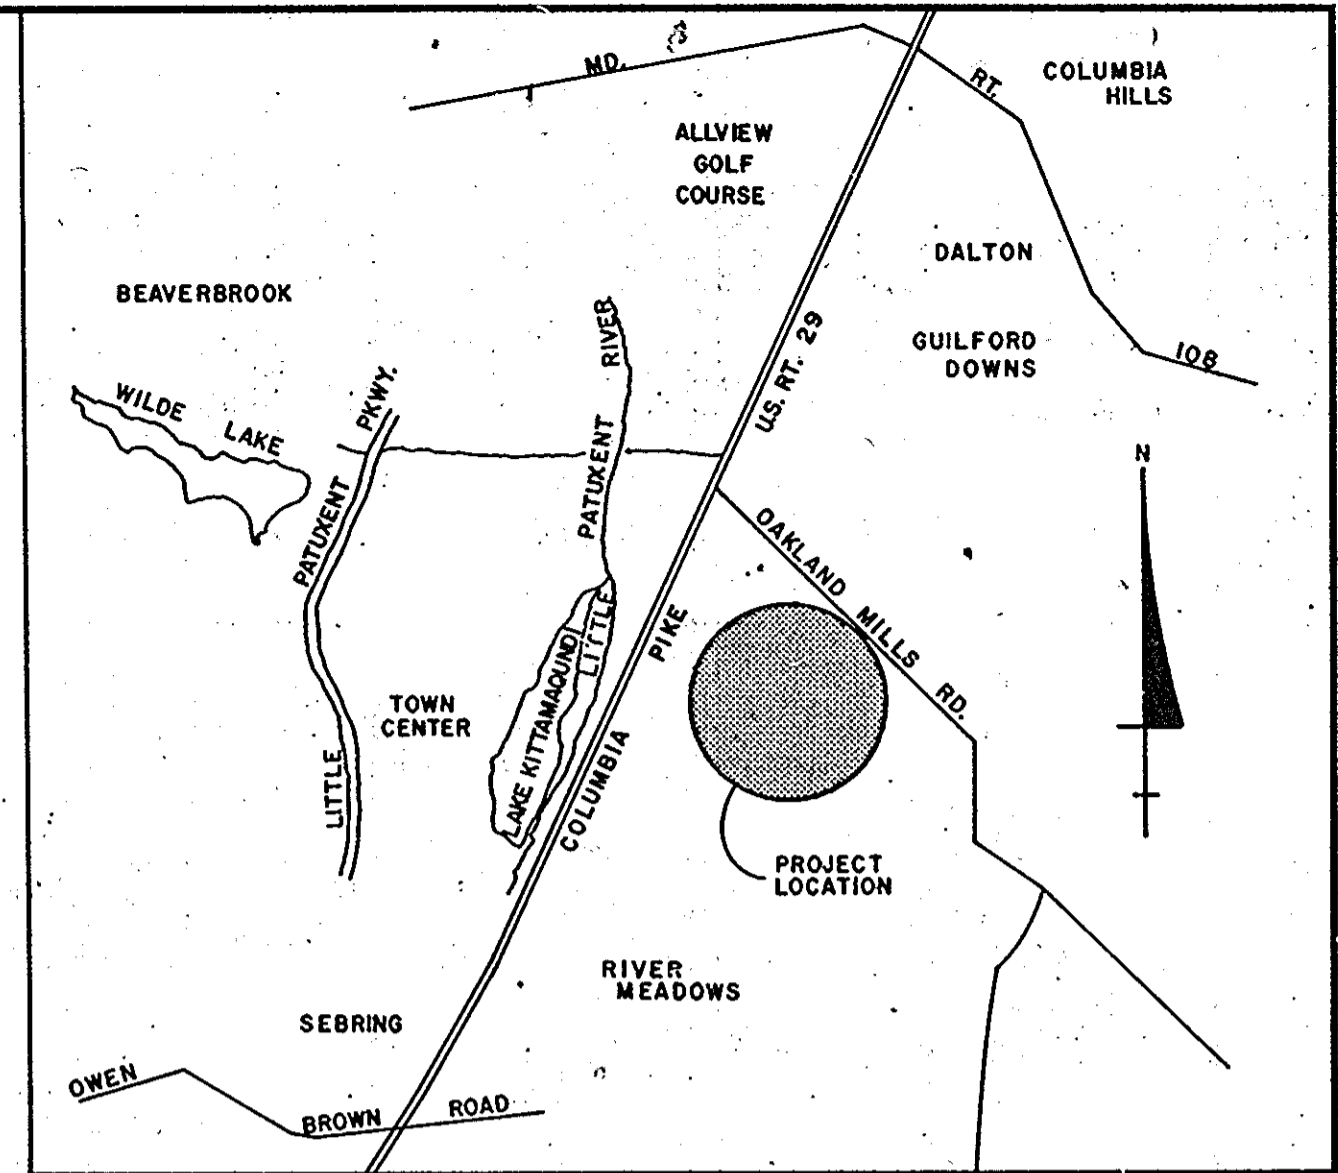 MD. RT. 108
COLUMBIA
HILLS
ALLVIEW
GOLF
COURSE
DALTON
BEAVERBROOK
GUILFORD
DOWNS
U.S. RT. 29
WILDE LAKE
LITTLE PATUXENT PKWY.
LITTLE PATUXENT RIVER
N
OAKLAND MILLS RD.
COLUMBIA PIKE
LAKE KITTAMAQUND
TOWN
CENTER
PROJECT
LOCATION
RIVER
MEADOWS
SEBRING
OWEN BROWN ROAD